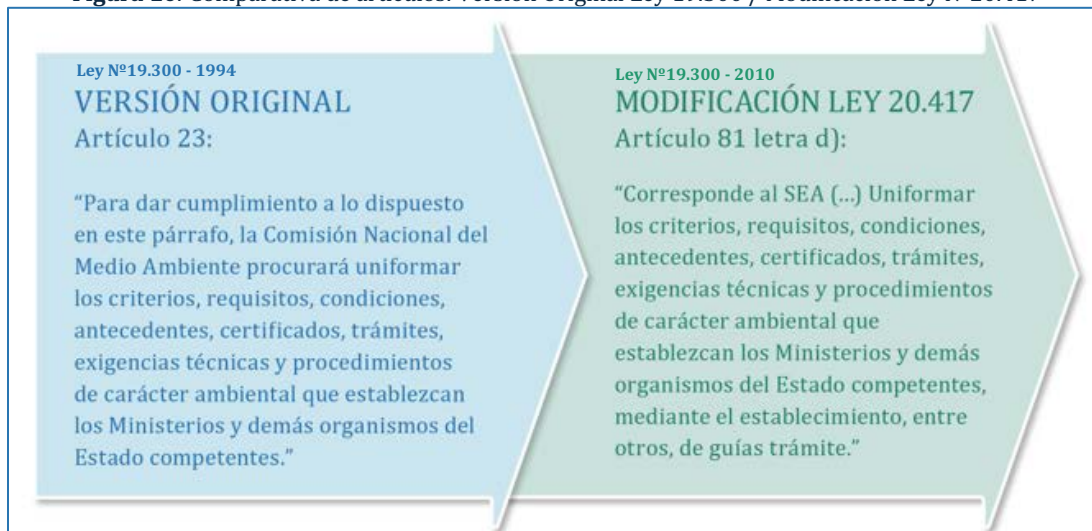 Ley Nº19.300 - 1994
VERSIÓN ORIGINAL
Artículo 23:
“Para dar cumplimiento a lo dispuesto
en este párrafo, la Comisión Nacional del
Medio Ambiente procurará uniformar
los criterios, requisitos, condiciones,
antecedentes, certificados, trámites,
exigencias técnicas y procedimientos
de carácter ambiental que establezcan
los Ministerios y demás organismos del
Estado competentes.”
Ley Nº19.300 - 2010
MODIFICACIÓN LEY 20.417
Artículo 81 letra d):
“Corresponde al SEA (...) Uniformar
los criterios, requisitos, condiciones,
antecedentes, certificados, trámites,
exigencias técnicas y procedimientos
de carácter ambiental que
establezcan los Ministerios y demás
organismos del Estado competentes,
mediante el establecimiento, entre
otros, de guías trámite.”